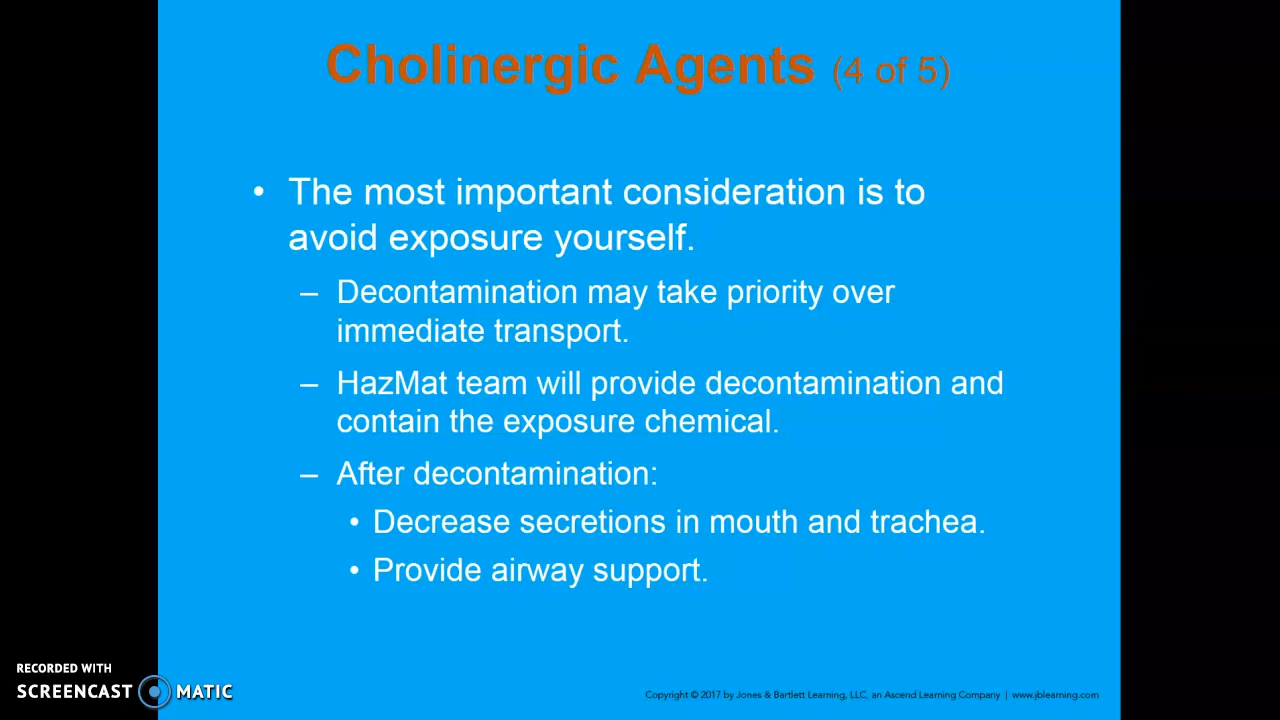 Cholinergic Agents (4 of 5)
• The most important consideration is to
avoid exposure yourself.
– Decontamination may take priority over
immediate transport.
– HazMat team will provide decontamination and
contain the exposure chemical.
– After decontamination:
• Decrease secretions in mouth and trachea.
• Provide airway support.
RECORDED WITH
SCREENCAST MATIC
Copyright © 2017 by Jones & Bartlett Learning, LLC, an Ascend Learning Company | www.jblearning.com